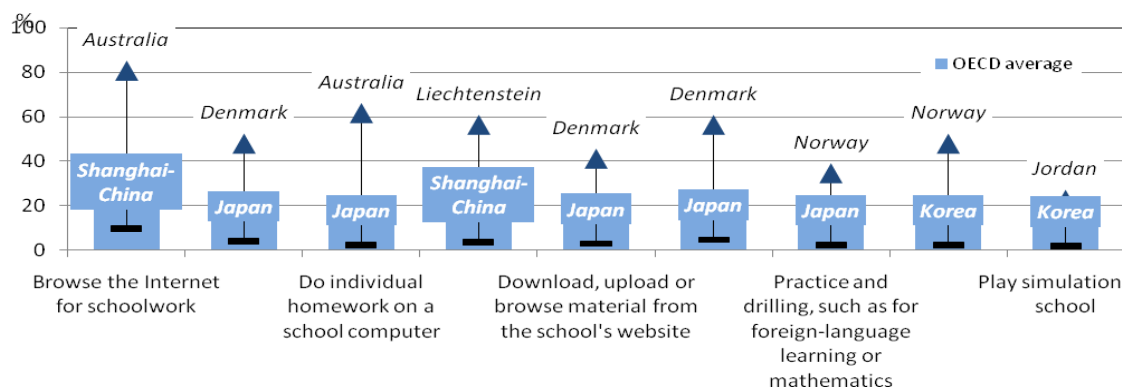 %
100
80
60
40
20
0
Australia
Denmark
Australia
Liechtenstein
Denmark
Denmark
Norway
Norway
Jordan
OECD average
Shanghai-
China
Japan
Japan
Shanghai-
China
Japan
Japan
Japan
Korea
Korea
Browse the Internet
for schoolwork
Do individual
homework on a
school computer
Download, upload or
browse material from
the school's website
Practice and
drilling, such as for
foreign-language
learning or
mathematics
Play simulation
school